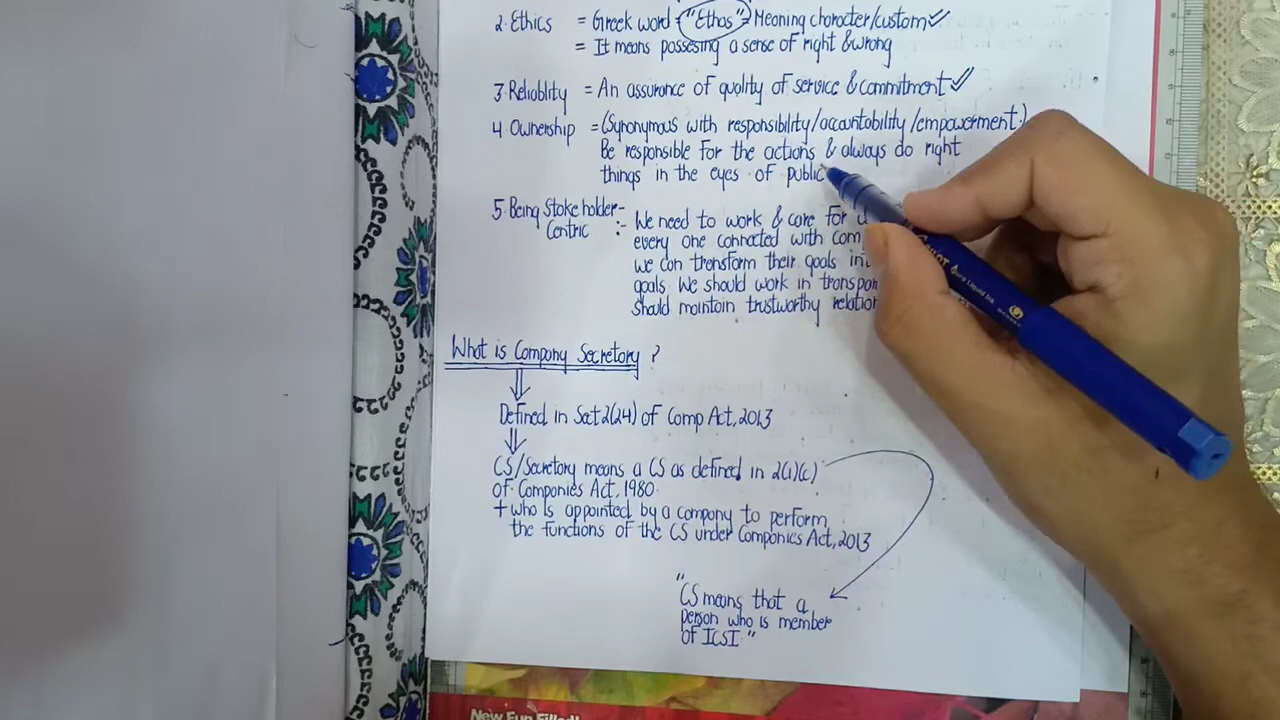 2. Ethics = Greek word - "Ethos" = Meaning character/custom ✓
= It means possesing a sense of right & wrong
3. Reliablity = An assurance of quality of service & commitment ✓
4 Ownership = (Synonymous with responsibility/accountability/empowerment.)
Be responsible for the actions & always do right
things in the eyes of public
5. Being Stake holder-
Centric :- We need to work & care for
every one connected with com
we can transform their goals int
goals. We should work in transpar
should maintain trustworthy relation
What is Company Secretary ?
Defined in Sect 2(24) of Comp Act, 2013
CS/Secretary means a CS as defined in 2(1)(c)
of Companies Act, 1980.
+ who is appointed by a company to perform
the functions of the CS under Companies Act, 2013
"CS means that a
person who is member
of ICSI."
New Fun Filled!